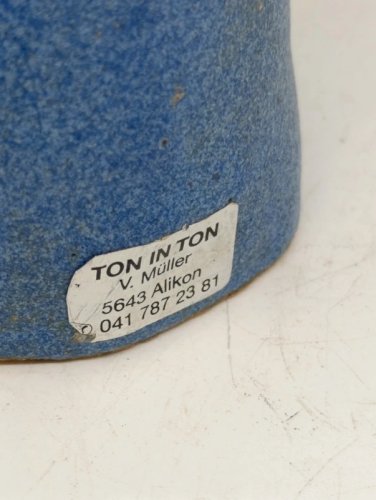 TON IN TON
V. Müller
5643 Alikon
041 787 23 81